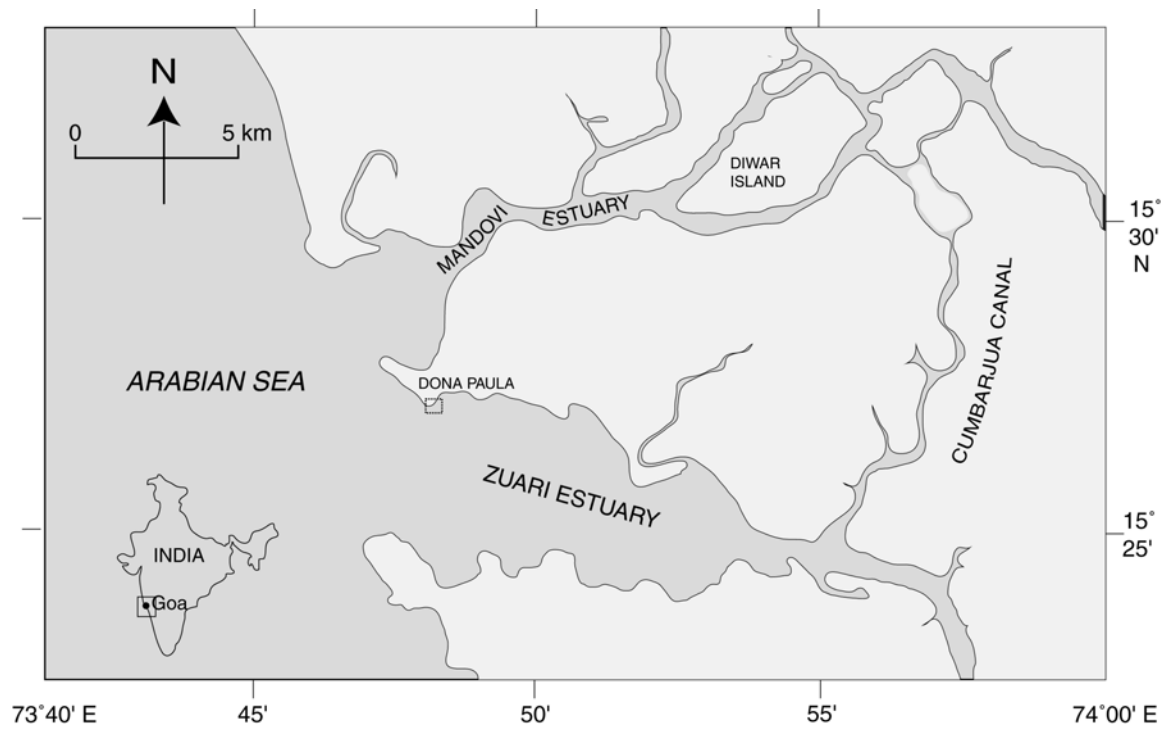 N
0 5 km
DIWAR
ISLAND
MANDOVI ESTUARY
15°
30'
N
CUMBARJUA CANAL
ARABIAN SEA
DONA PAULA
ZUARI ESTUARY
15°
25'
INDIA
Goa
73°40' E 45' 50' 55' 74°00' E